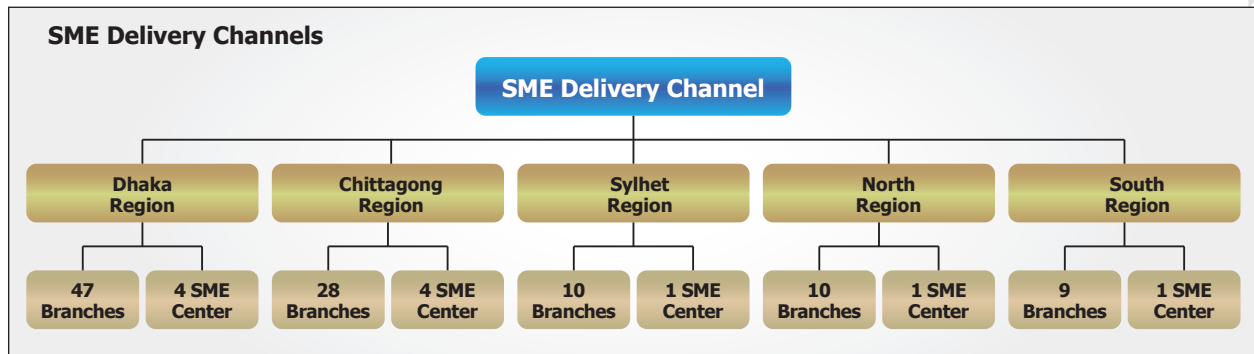 SME Delivery Channels
SME Delivery Channel
Dhaka
Region
Chittagong
Region
Sylhet
Region
North
Region
South
Region
47
Branches
4 SME
Center
28
Branches
4 SME
Center
10
Branches
1 SME
Center
10
Branches
1 SME
Center
9
Branches
1 SME
Center